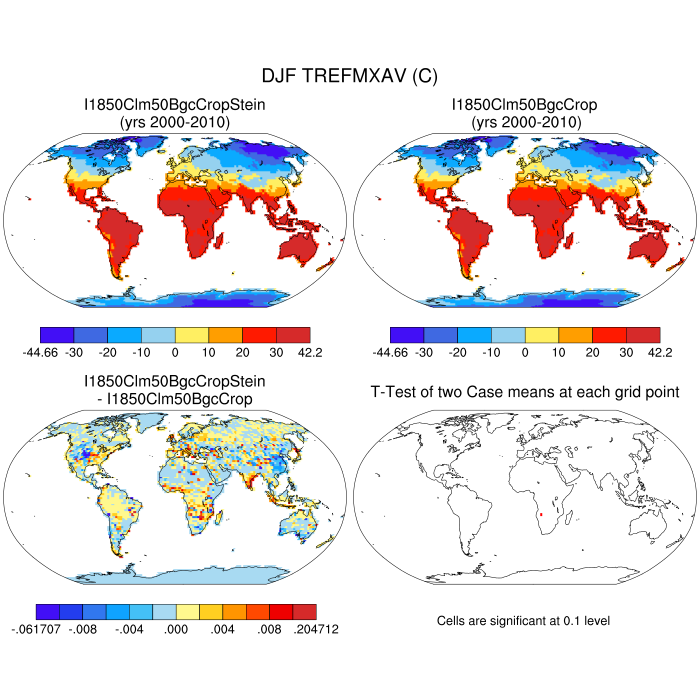 DJF TREFMXAV (C)
I1850Clm50BgcCropStein
(yrs 2000-2010)
I1850Clm50BgcCrop
(yrs 2000-2010)
-44.66 -30 -20 -10 0 10 20 30 42.2
-44.66 -30 -20 -10 0 10 20 30 42.2
I1850Clm50BgcCropStein
- I1850Clm50BgcCrop
T-Test of two Case means at each grid point
-.061707 -.008 -.004 .000 .004 .008 .204712
Cells are significant at 0.1 level